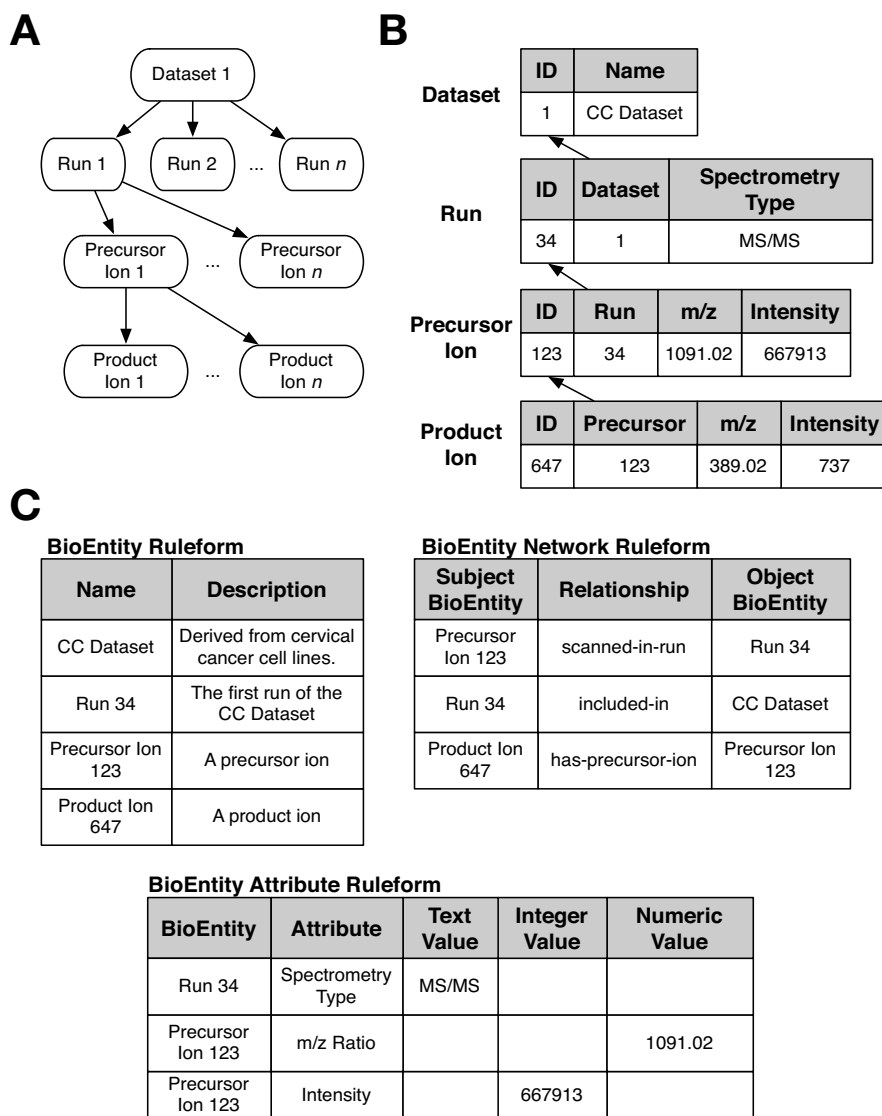 A
Dataset 1
Run 1
Run 2
...
Run n
Precursor
Ion 1
...
Precursor
Ion n
Product
Ion 1
...
Product
Ion n
B
Dataset
ID Name
1 CC Dataset
Run
ID Dataset Spectrometry
Type
34 1 MS/MS
Precursor
Ion
ID Run m/z Intensity
123 34 1091.02 667913
Product
Ion
ID Precursor m/z Intensity
647 123 389.02 737
C
BioEntity Ruleform
Name Description
CC Dataset
Derived from cervical
cancer cell lines.
Run 34
The first run of the
CC Dataset
Precursor Ion
123
A precursor ion
Product Ion
647
A product ion
BioEntity Network Ruleform
Subject
BioEntity
Relationship
Object
BioEntity
Precursor
Ion 123
scanned-in-run
Run 34
Run 34 included-in CC Dataset
Product Ion
647
has-precursor-ion
Precursor Ion
123
BioEntity Attribute Ruleform
BioEntity
Attribute
Text
Value
Integer
Value
Numeric
Value
Run 34
Spectrometry
Type
MS/MS
Precursor
Ion 123
m/z Ratio
1091.02
Precursor
Ion 123
Intensity
667913